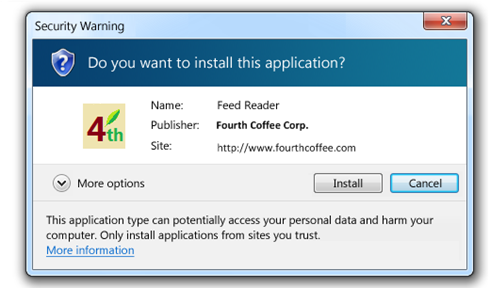 Security Warning
Do you want to install this application?
4th
Name: Feed Reader
Publisher: Fourth Coffee Corp.
Site: http://www.fourthcoffee.com
More options
Install Cancel
This application type can potentially access your personal data and harm your
computer. Only install applications from sites you trust.
More information